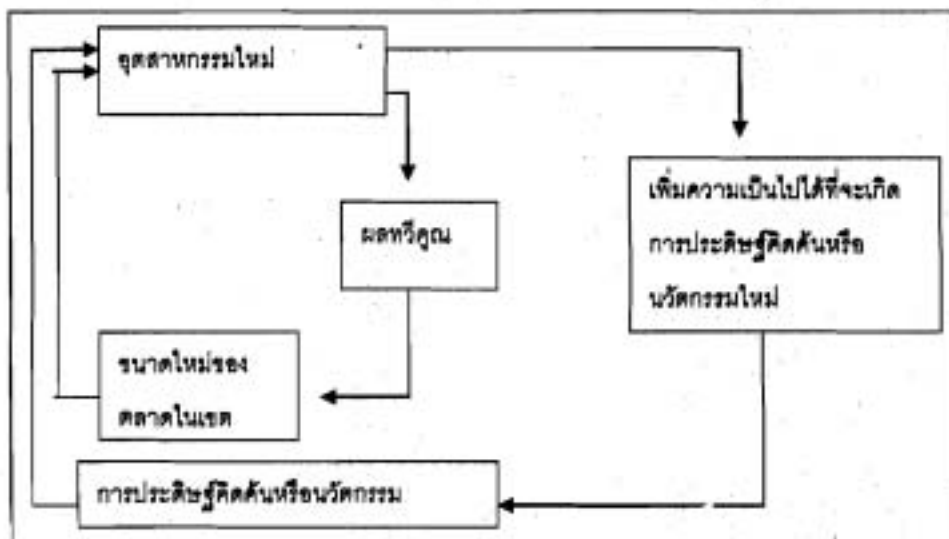 อุตสาหกรรมใหม่
เพิ่มความเป็นไปได้ที่จะเกิด
การประดิษฐ์คิดค้นหรือ
นวัตกรรมใหม่
ผลทวีคูณ
ขนาดใหม่ของ
ตลาดในเขต
การประดิษฐ์คิดค้นหรือนวัตกรรม